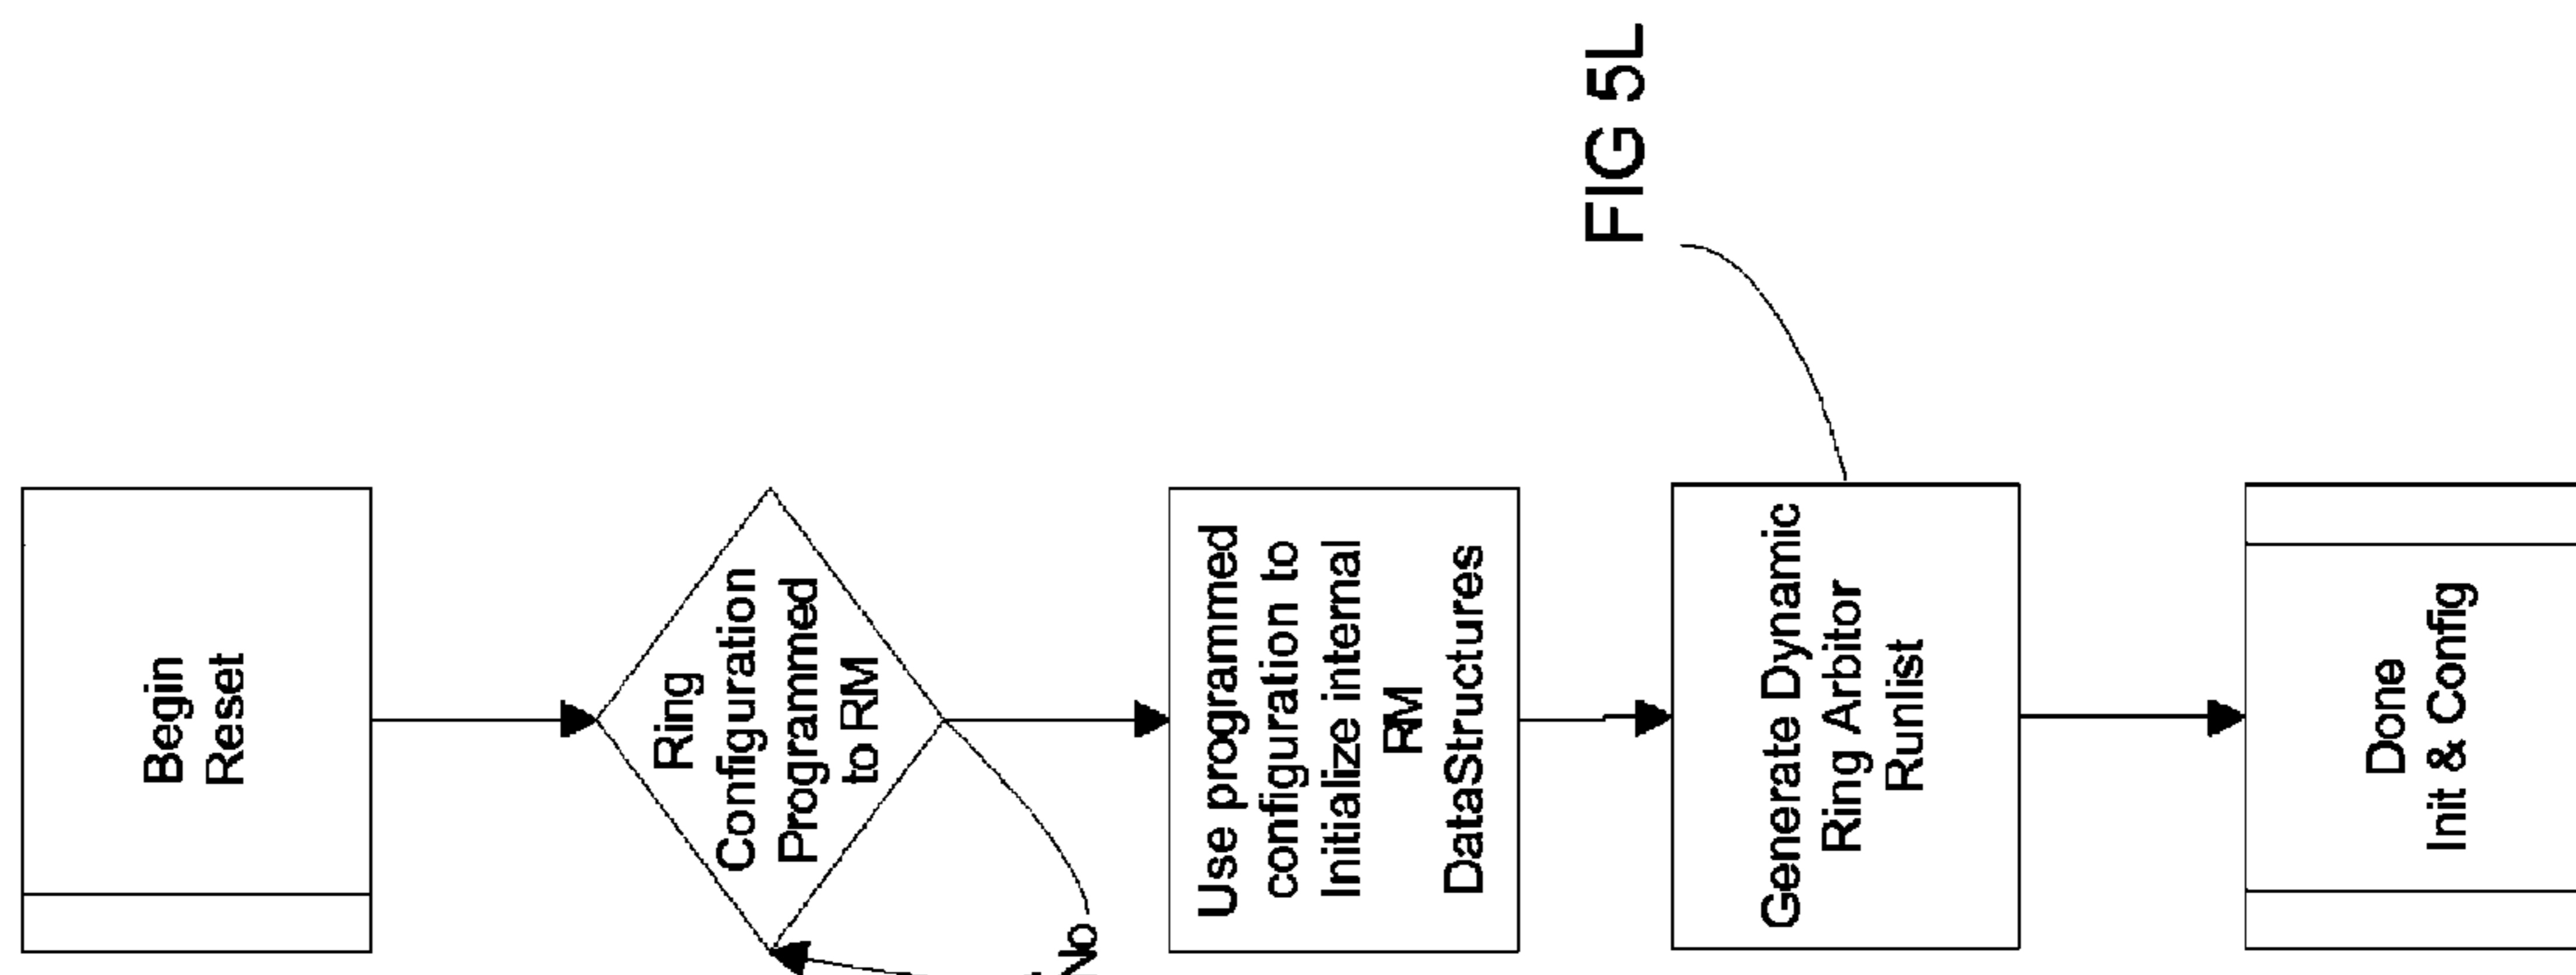 Begin
Reset
Ring
Configuration
Programmed
to RM
No
Use programmed
configuration to
Initialize internal
RM
DataStructures
FIG 5L
Generate Dynamic
Ring Arbitor
Runlist
Done
Init & Config